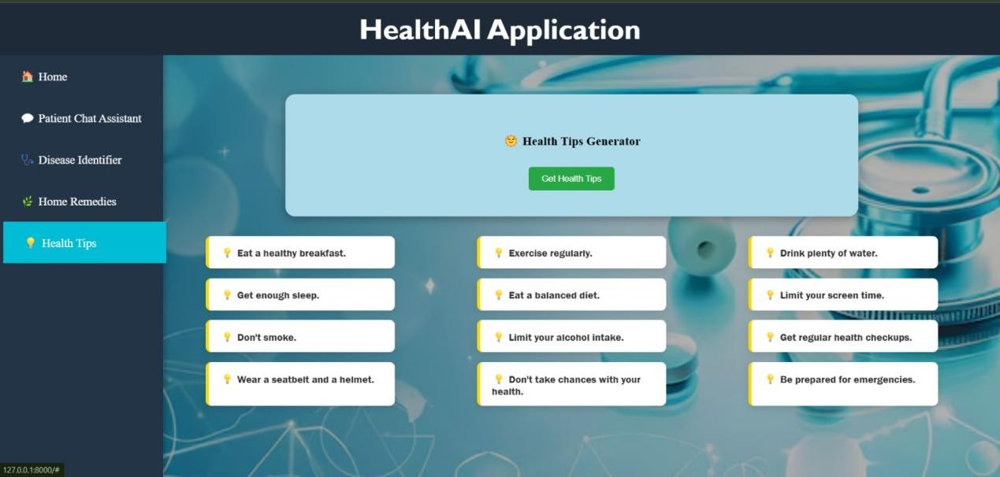 HealthAI Application
Home
Patient Chat Assistant
Disease Identifier
Home Remedies
Health Tips
Health Tips Generator
Get Health Tips
Eat a healthy breakfast.
Exercise regularly.
Drink plenty of water.
Get enough sleep.
Eat a balanced diet.
Limit your screen time.
Don't smoke.
Limit your alcohol intake.
Get regular health checkups.
Wear a seatbelt and a helmet.
Don't take chances with your
health.
Be prepared for emergencies.
127.0.0.1:8000/#